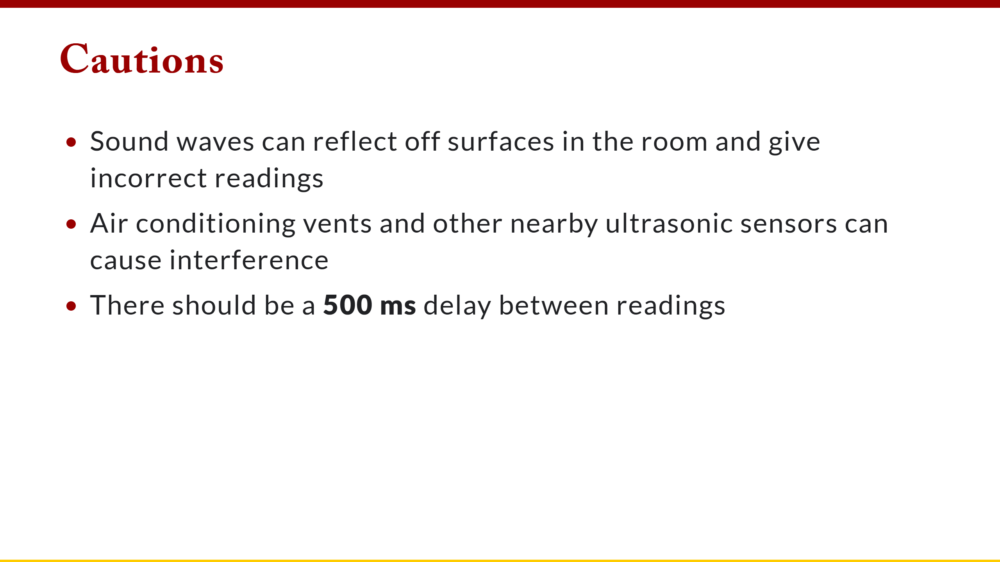 Cautions
• Sound waves can reflect off surfaces in the room and give
incorrect readings
• Air conditioning vents and other nearby ultrasonic sensors can
cause interference
• There should be a 500 ms delay between readings